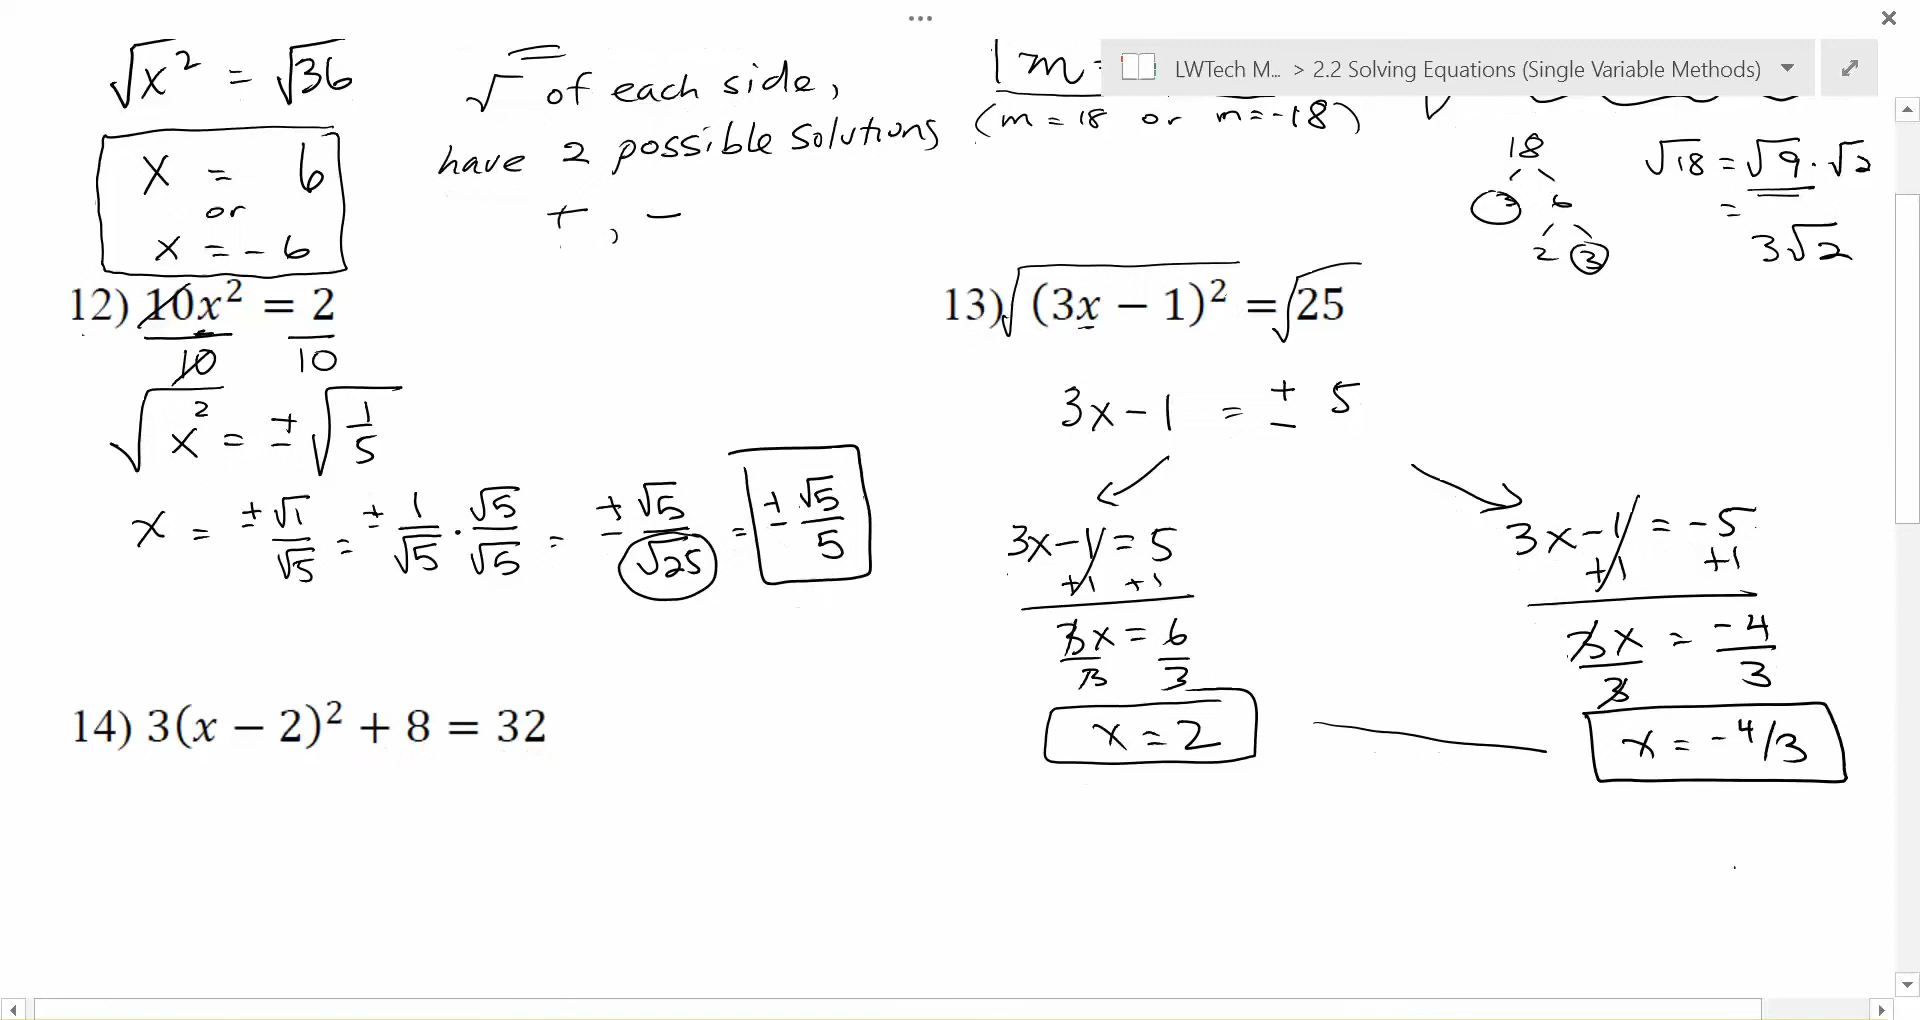 LWTech M... > 2.2 Solving Equations (Single Variable Methods)
√x² = √36
x = 6
or
x = - 6
√ of each side,
have 2 possible solutions
+ , -
m =
(m = 18 or m = -18)
18
3 6
2 3
√18 = √9 · √2
= 3√2
12) 10x² = 2
10 10
√x² = ± √(1/5)
x = ±√1/√5 = ± 1/√5 · √5/√5 = ± √5/√25 = ± √5/5
13) √(3x − 1)² = √25
3x - 1 = ± 5
3x - 1 = 5
+1 +1
3x = 6
3 3
x = 2
3x - 1 = -5
+1 +1
3x = -4
3 3
x = -4/3
14) 3(x − 2)² + 8 = 32